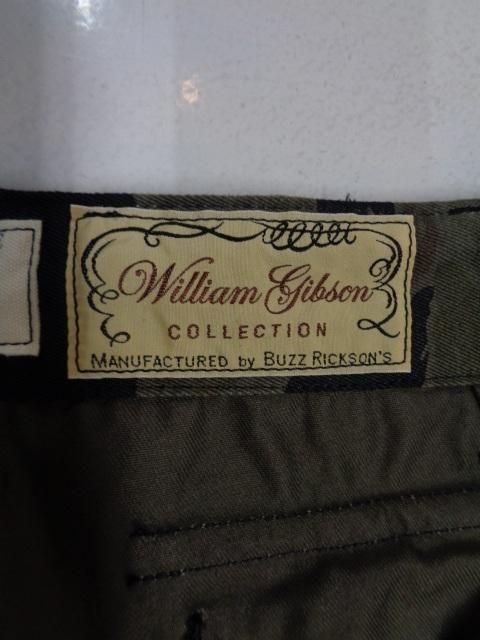 William Gibson
COLLECTION
MANUFACTURED by BUZZ RICKSON'S